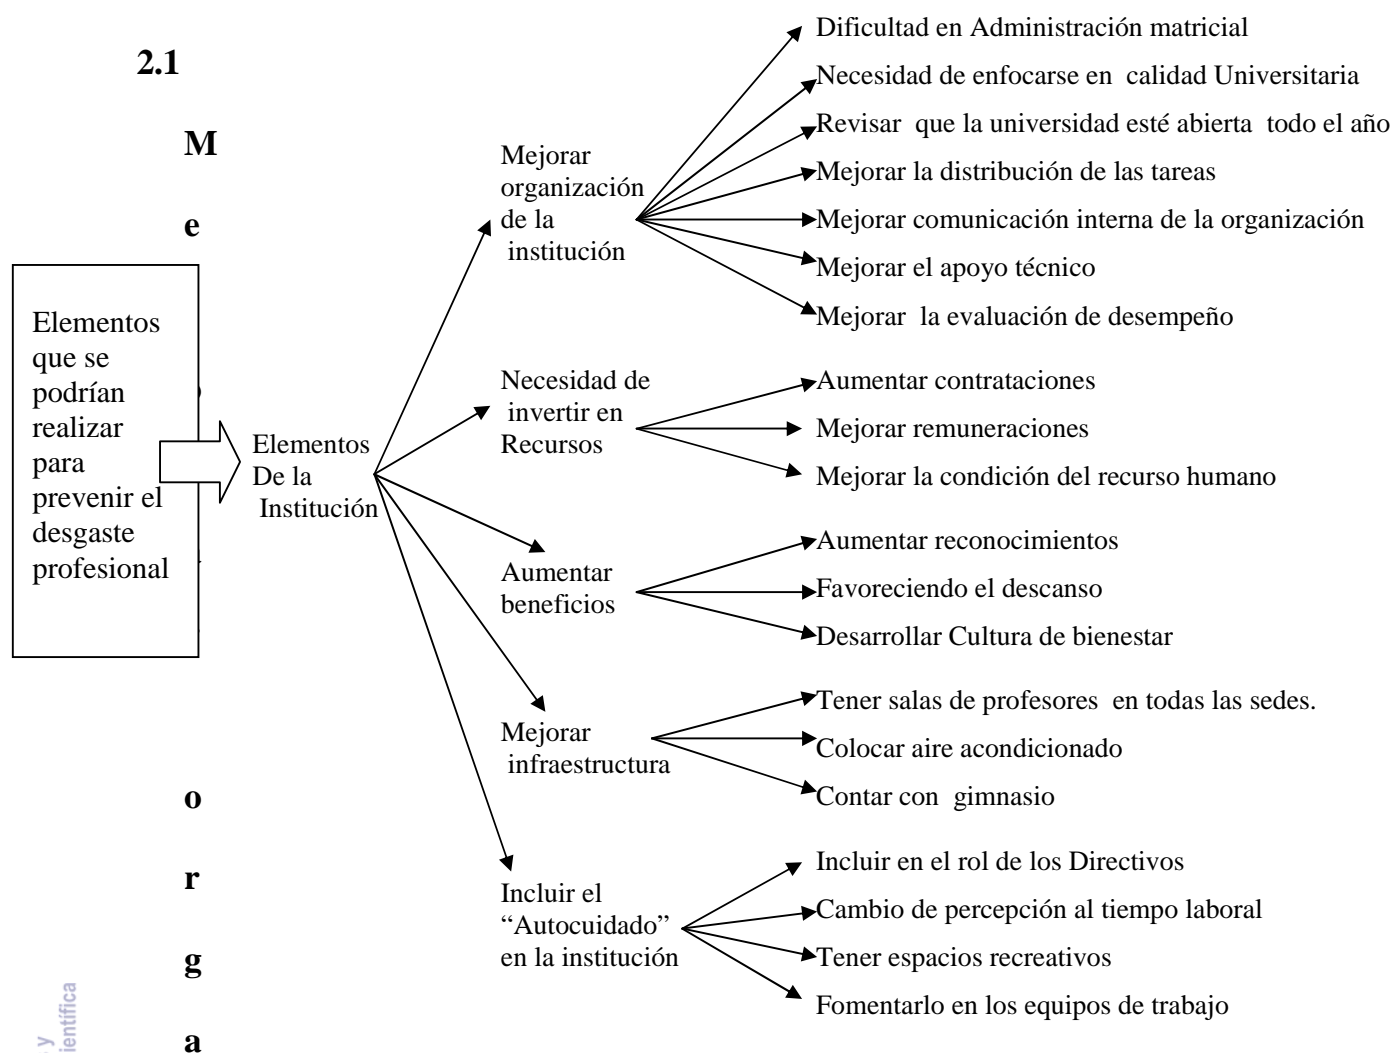 2.1
M
e
o
r
g
a
Elementos
que se
podrían
realizar
para
prevenir el
desgaste
profesional
Elementos
De la
Institución
Mejorar
organización
de la
institución
Dificultad en Administración matricial
Necesidad de enfocarse en calidad Universitaria
Revisar que la universidad esté abierta todo el año
Mejorar la distribución de las tareas
Mejorar comunicación interna de la organización
Mejorar el apoyo técnico
Mejorar la evaluación de desempeño
Necesidad de
invertir en
Recursos
Aumentar contrataciones
Mejorar remuneraciones
Mejorar la condición del recurso humano
Aumentar
beneficios
Aumentar reconocimientos
Favoreciendo el descanso
Desarrollar Cultura de bienestar
Mejorar
infraestructura
Tener salas de profesores en todas las sedes.
Colocar aire acondicionado
Contar con gimnasio
Incluir el
“Autocuidado”
en la institución
Incluir en el rol de los Directivos
Cambio de percepción al tiempo laboral
Tener espacios recreativos
Fomentarlo en los equipos de trabajo
y